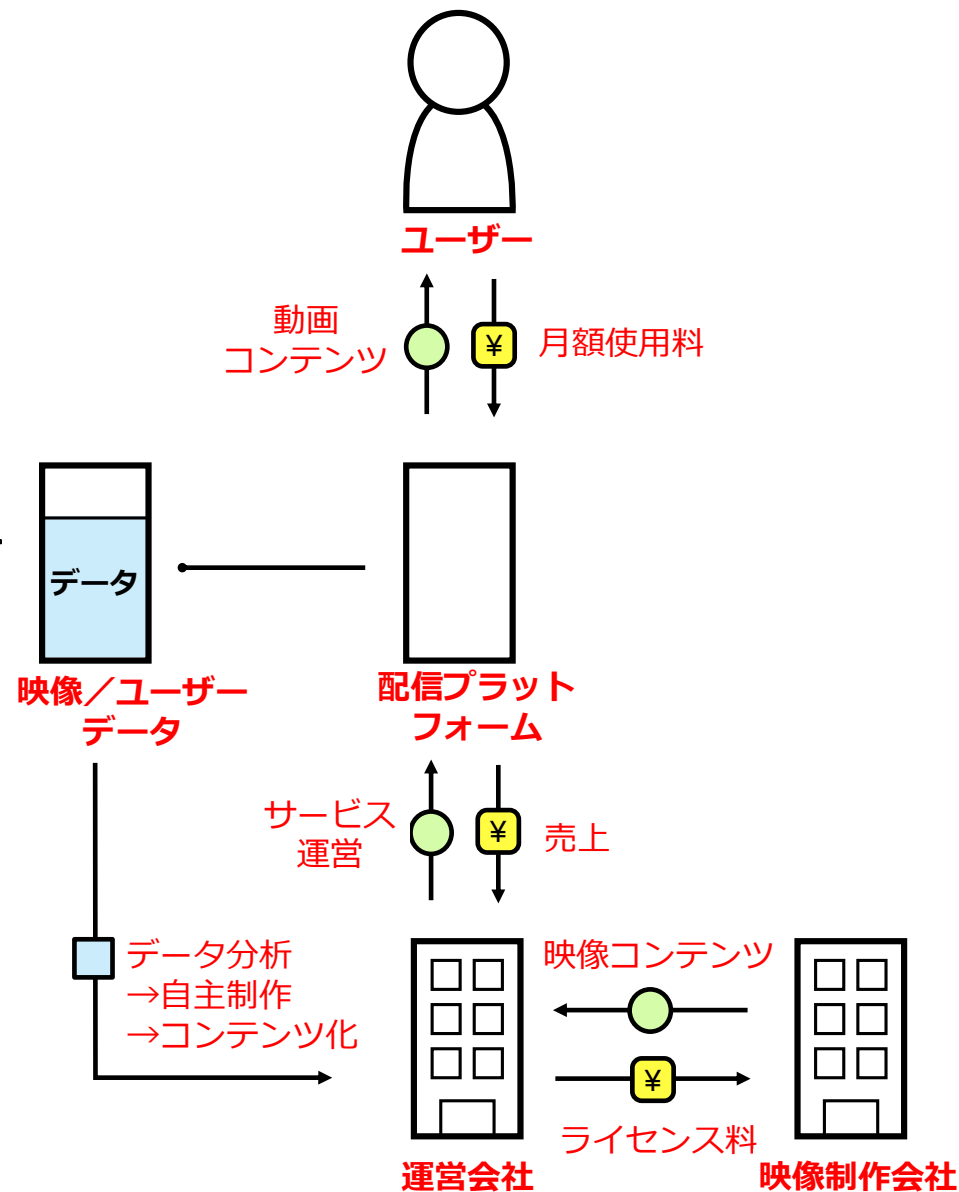 ユーザー
動画
コンテンツ
¥
月額使用料
データ
映像／ユーザー
データ
配信プラット
フォーム
サービス
運営
¥
売上
データ分析
→自主制作
→コンテンツ化
映像コンテンツ
¥
ライセンス料
運営会社
映像制作会社